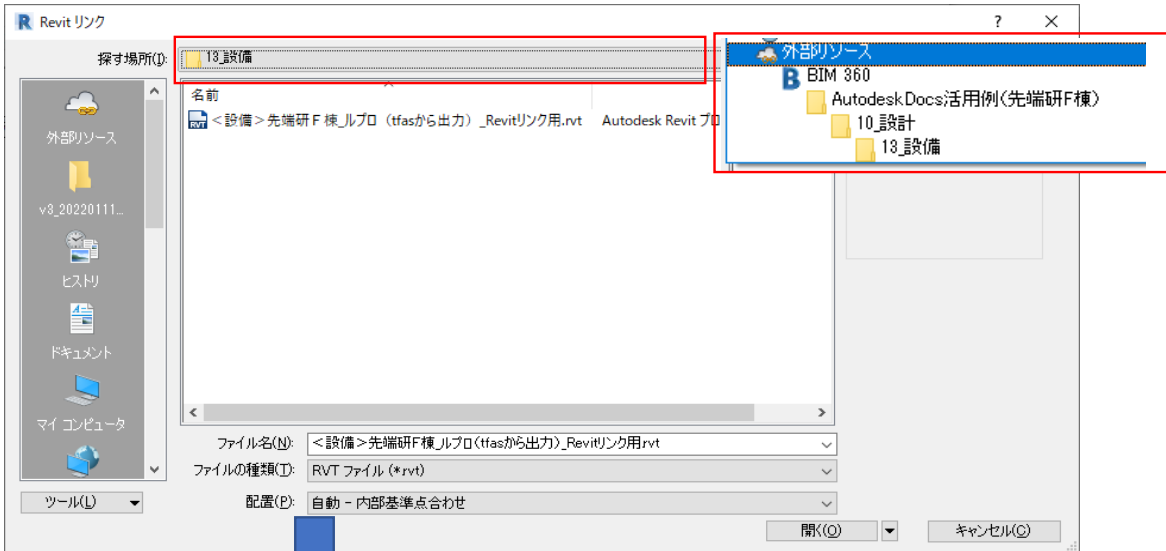 Revit リンク
探す場所(I):
13_設備
外部リソース
BIM 360
AutodeskDocs活用例(先端研F棟)
10_設計
13_設備
名前
<設備>先端研F棟_ルプロ（tfasから出力）_Revitリンク用.rvt Autodesk Revit プロ
外部リソース
v3_20220111...
ヒストリ
ドキュメント
マイ コンピュータ
ファイル名(N): <設備>先端研F棟_ルプロ(tfasから出力)_Revitリンク用.rvt
ファイルの種類(T): RVT ファイル (*.rvt)
ツール(L)
配置(P): 自動 - 内部基準点合わせ
開く(O)
キャンセル(C)